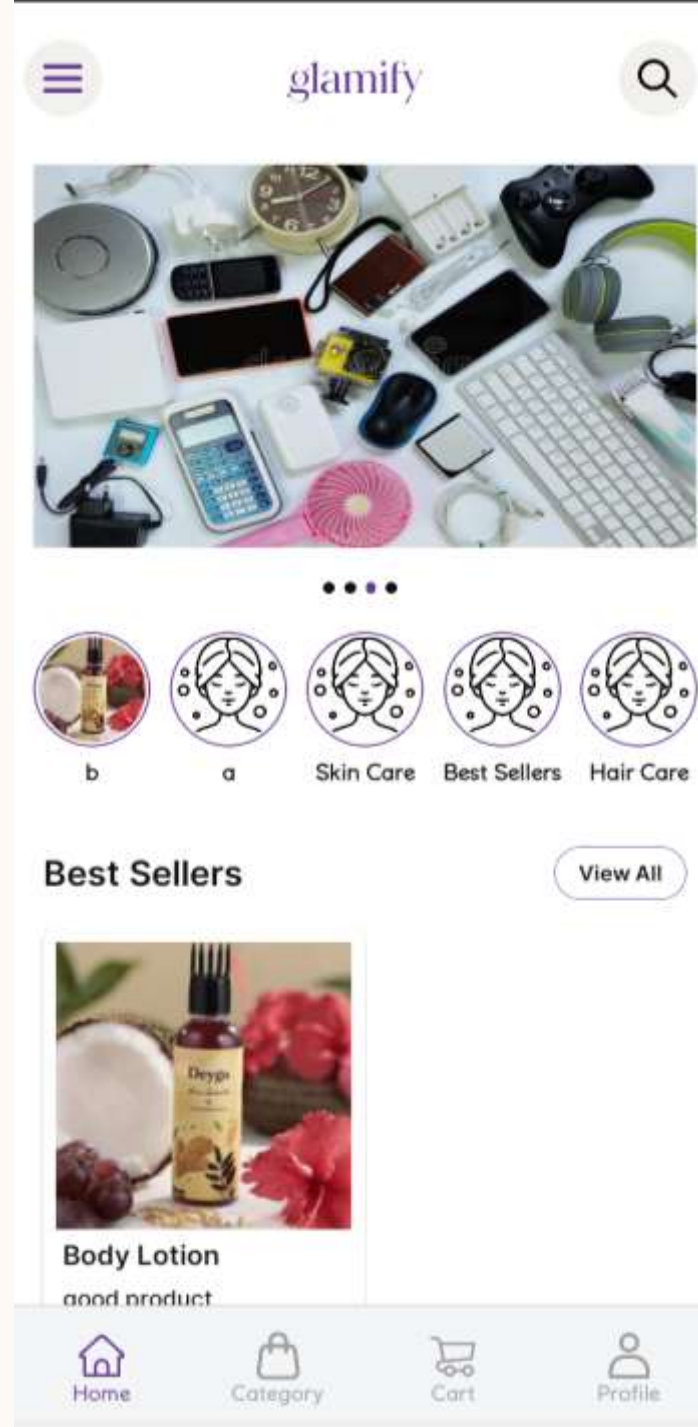 glamify
b
a
Skin Care
Best Sellers
Hair Care
Best Sellers
View All
Deyga
Body Lotion
good product
Home
Category
Cart
Profile